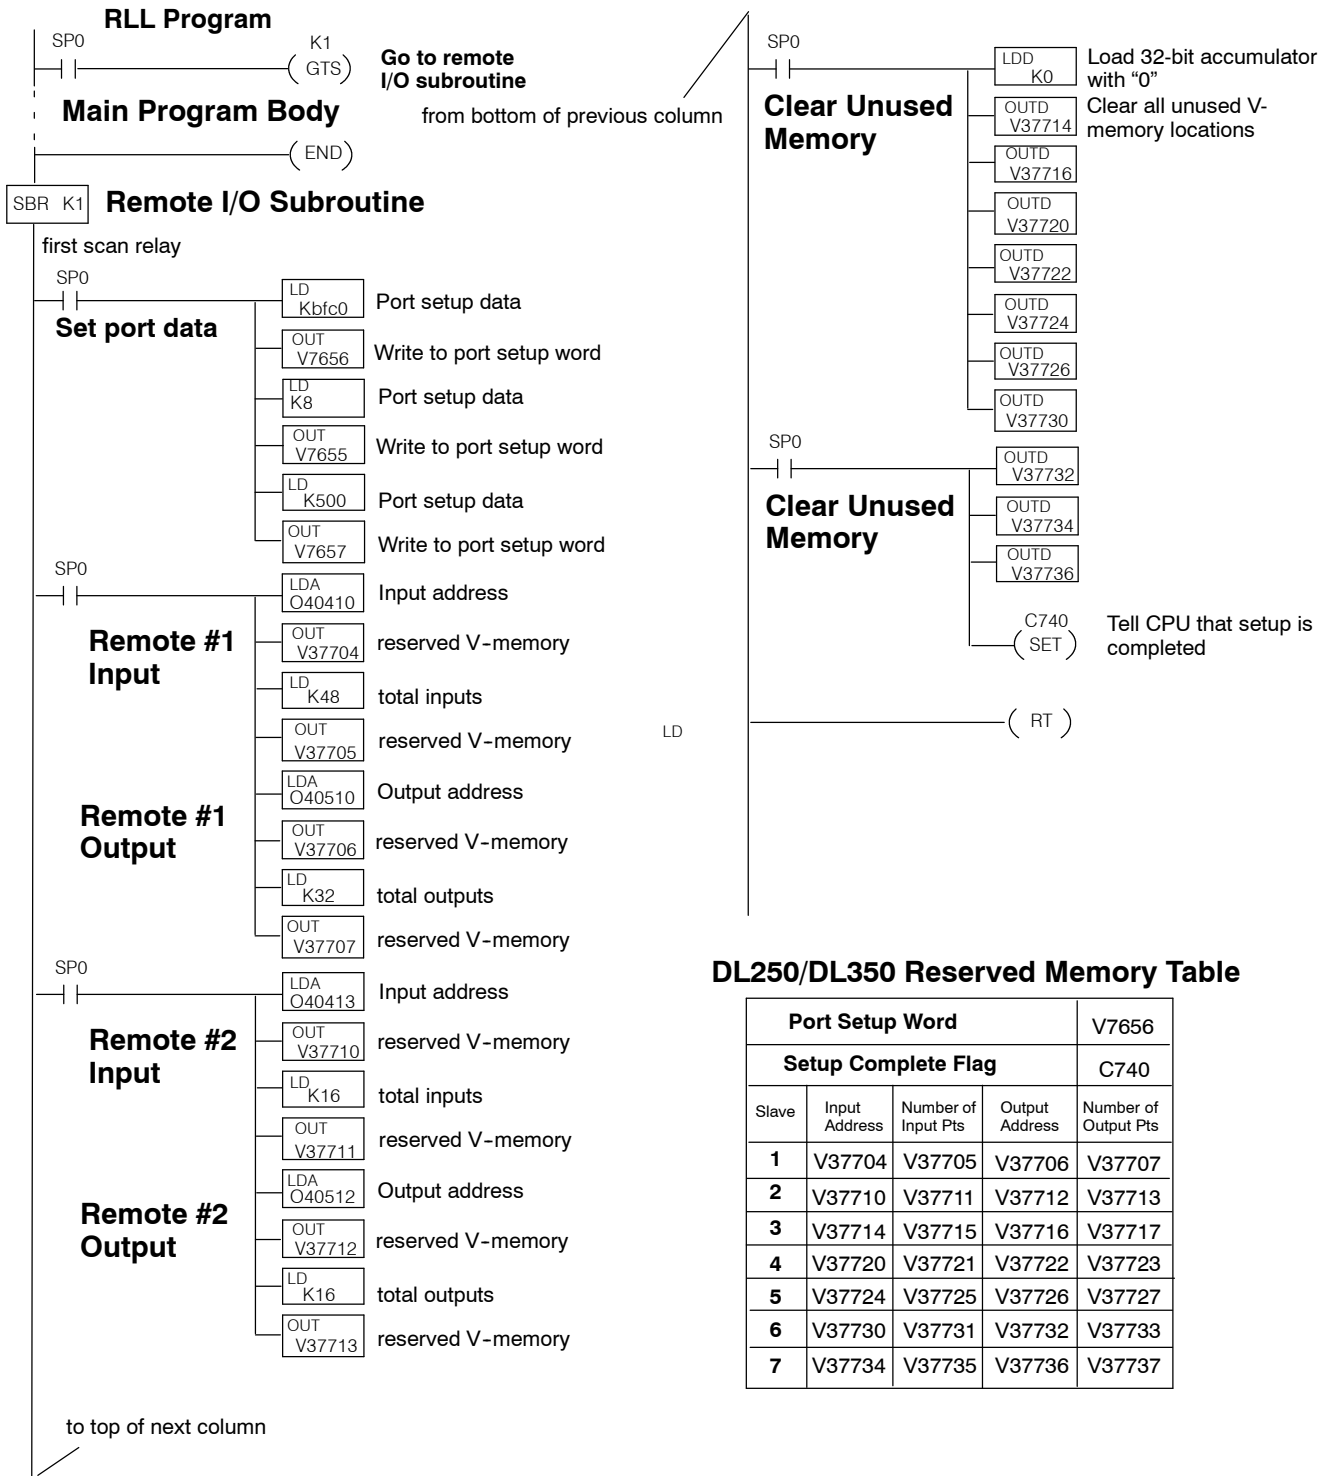 RLL Program
SP0
K1
GTS
Go to remote
I/O subroutine
Main Program Body
END
SBR K1
Remote I/O Subroutine
first scan relay
SP0
LD
Kbfc0
Port setup data
Set port data
OUT
V7656
Write to port setup word
LD
K8
Port setup data
OUT
V7655
Write to port setup word
LD
K500
Port setup data
OUT
V7657
Write to port setup word
SP0
LDA
O40410
Input address
Remote #1
Input
OUT
V37704
reserved V-memory
LD
K48
total inputs
OUT
V37705
reserved V-memory
LDA
O40510
Output address
Remote #1
Output
OUT
V37706
reserved V-memory
LD
K32
total outputs
OUT
V37707
reserved V-memory
SP0
LDA
O40413
Input address
Remote #2
Input
OUT
V37710
reserved V-memory
LD
K16
total inputs
OUT
V37711
reserved V-memory
LDA
O40512
Output address
Remote #2
Output
OUT
V37712
reserved V-memory
LD
K16
total outputs
OUT
V37713
reserved V-memory
to top of next column
from bottom of previous column
SP0
LDD
K0
Load 32-bit accumulator
with “0”
Clear Unused
Memory
OUTD
V37714
Clear all unused V-
memory locations
OUTD
V37716
OUTD
V37720
OUTD
V37722
OUTD
V37724
OUTD
V37726
OUTD
V37730
SP0
OUTD
V37732
Clear Unused
Memory
OUTD
V37734
OUTD
V37736
C740
SET
Tell CPU that setup is
completed
LD
RT
DL250/DL350 Reserved Memory Table
Port Setup Word V7656
Setup Complete Flag C740
Slave Input Address Number of Input Pts Output Address Number of Output Pts
1 V37704 V37705 V37706 V37707
2 V37710 V37711 V37712 V37713
3 V37714 V37715 V37716 V37717
4 V37720 V37721 V37722 V37723
5 V37724 V37725 V37726 V37727
6 V37730 V37731 V37732 V37733
7 V37734 V37735 V37736 V37737